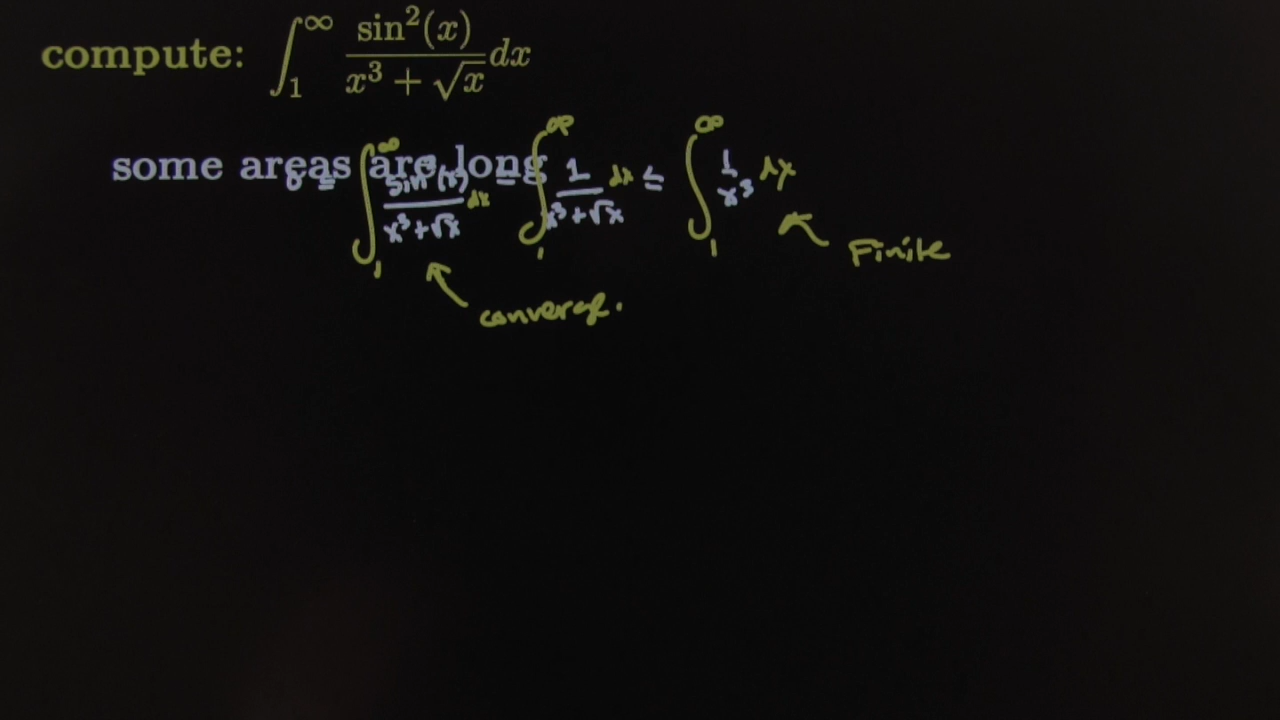 compute: ∫₁^∞ sin²(x) / (x³ + √x) dx
some areas are long
0 ≤ ∫₁^∞ sin²(x) / (x³ + √x) dx ≤ ∫₁^∞ 1 / (x³ + √x) dx ≤ ∫₁^∞ 1 / x³ dx
Finite
converge.